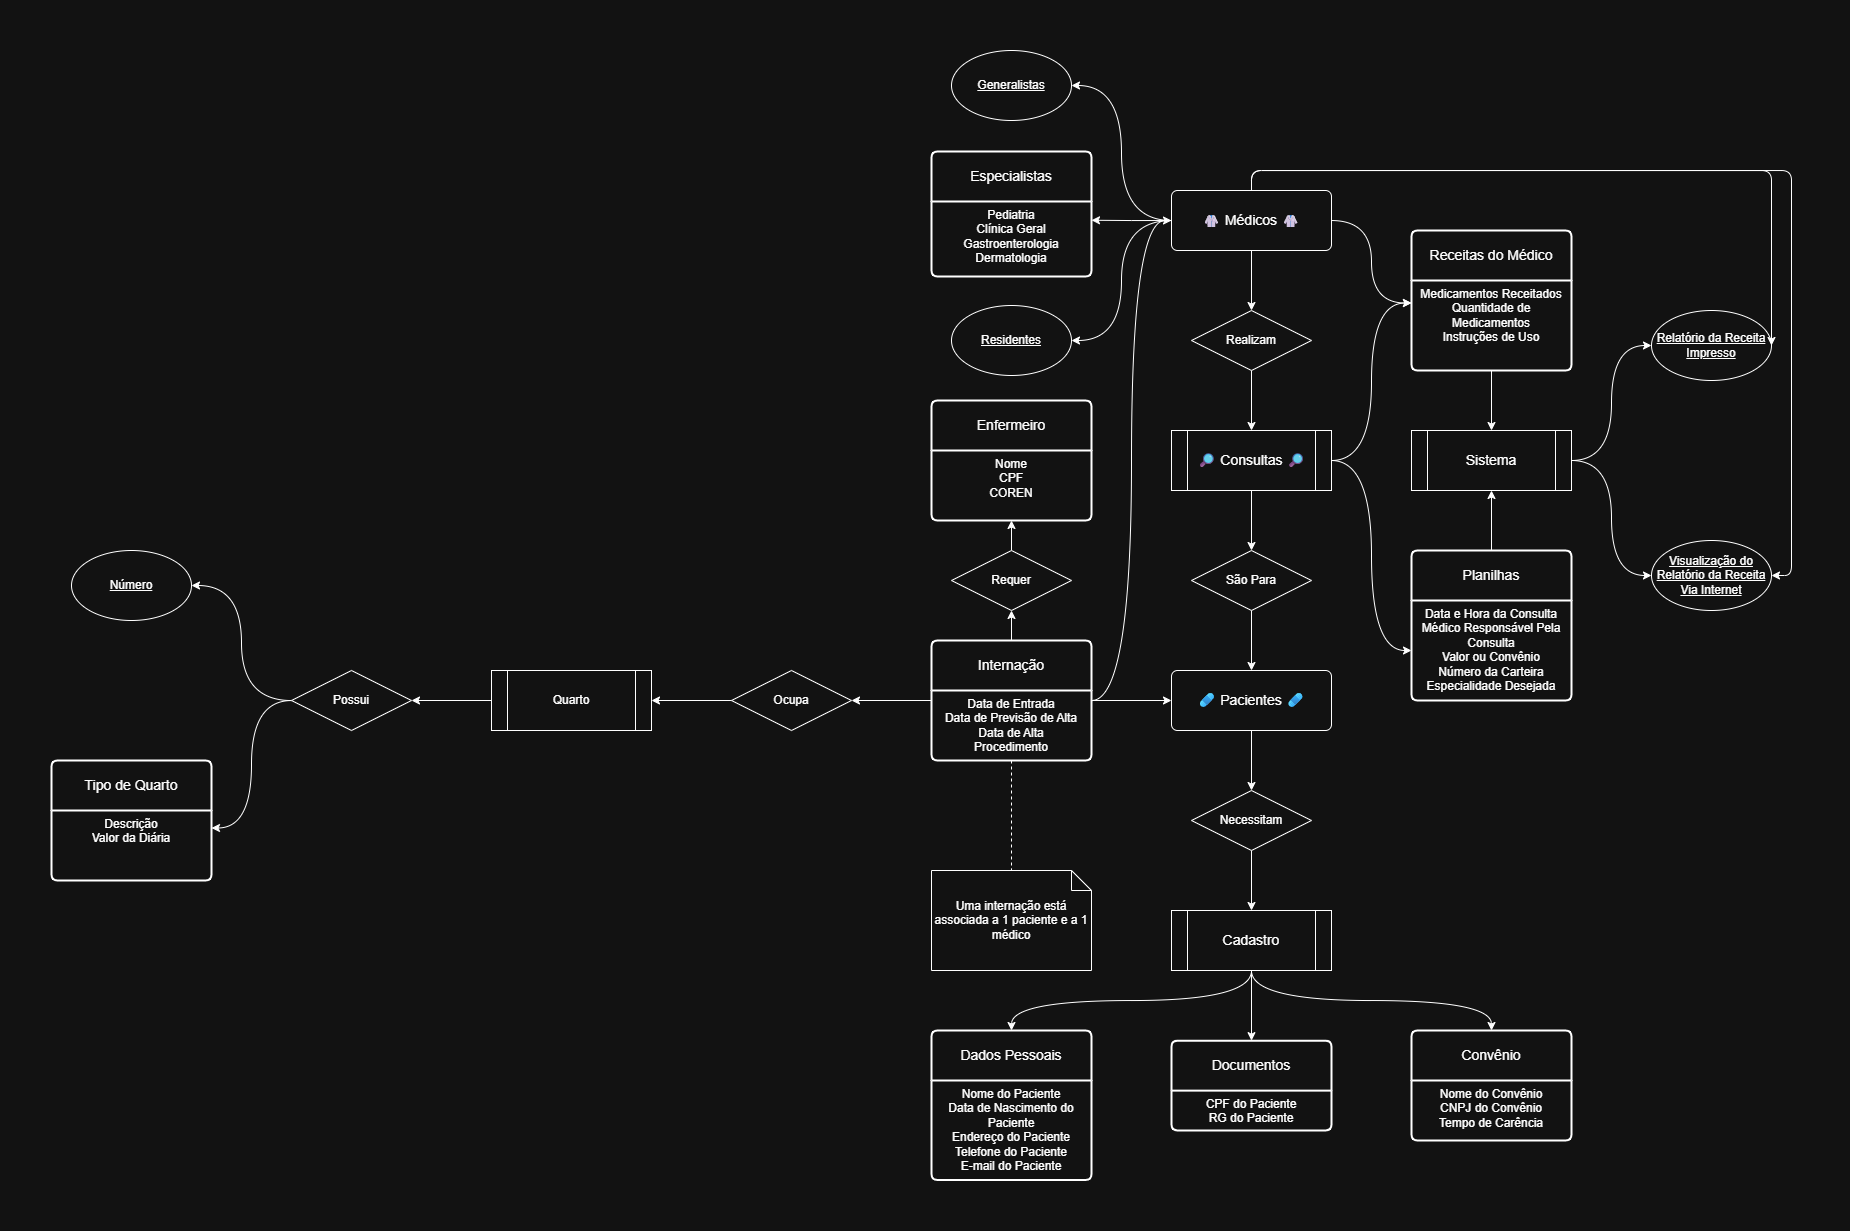 Generalistas
Especialistas
Pediatria
Clínica Geral
Gastroenterologia
Dermatologia
Médicos
Receitas do Médico
Medicamentos Receitados
Quantidade de
Medicamentos
Instruções de Uso
Residentes
Realizam
Relatório da Receita
Impresso
Enfermeiro
Nome
CPF
COREN
Consultas
Sistema
Número
Requer
São Para
Planilhas
Data e Hora da Consulta
Médico Responsável Pela
Consulta
Valor ou Convênio
Número da Carteira
Especialidade Desejada
Visualização do
Relatório da Receita
Via Internet
Possui
Quarto
Ocupa
Internação
Data de Entrada
Data de Previsão de Alta
Data de Alta
Procedimento
Pacientes
Tipo de Quarto
Descrição
Valor da Diária
Necessitam
Uma internação está
associada a 1 paciente e a 1
médico
Cadastro
Dados Pessoais
Nome do Paciente
Data de Nascimento do
Paciente
Endereço do Paciente
Telefone do Paciente
E-mail do Paciente
Documentos
CPF do Paciente
RG do Paciente
Convênio
Nome do Convênio
CNPJ do Convênio
Tempo de Carência